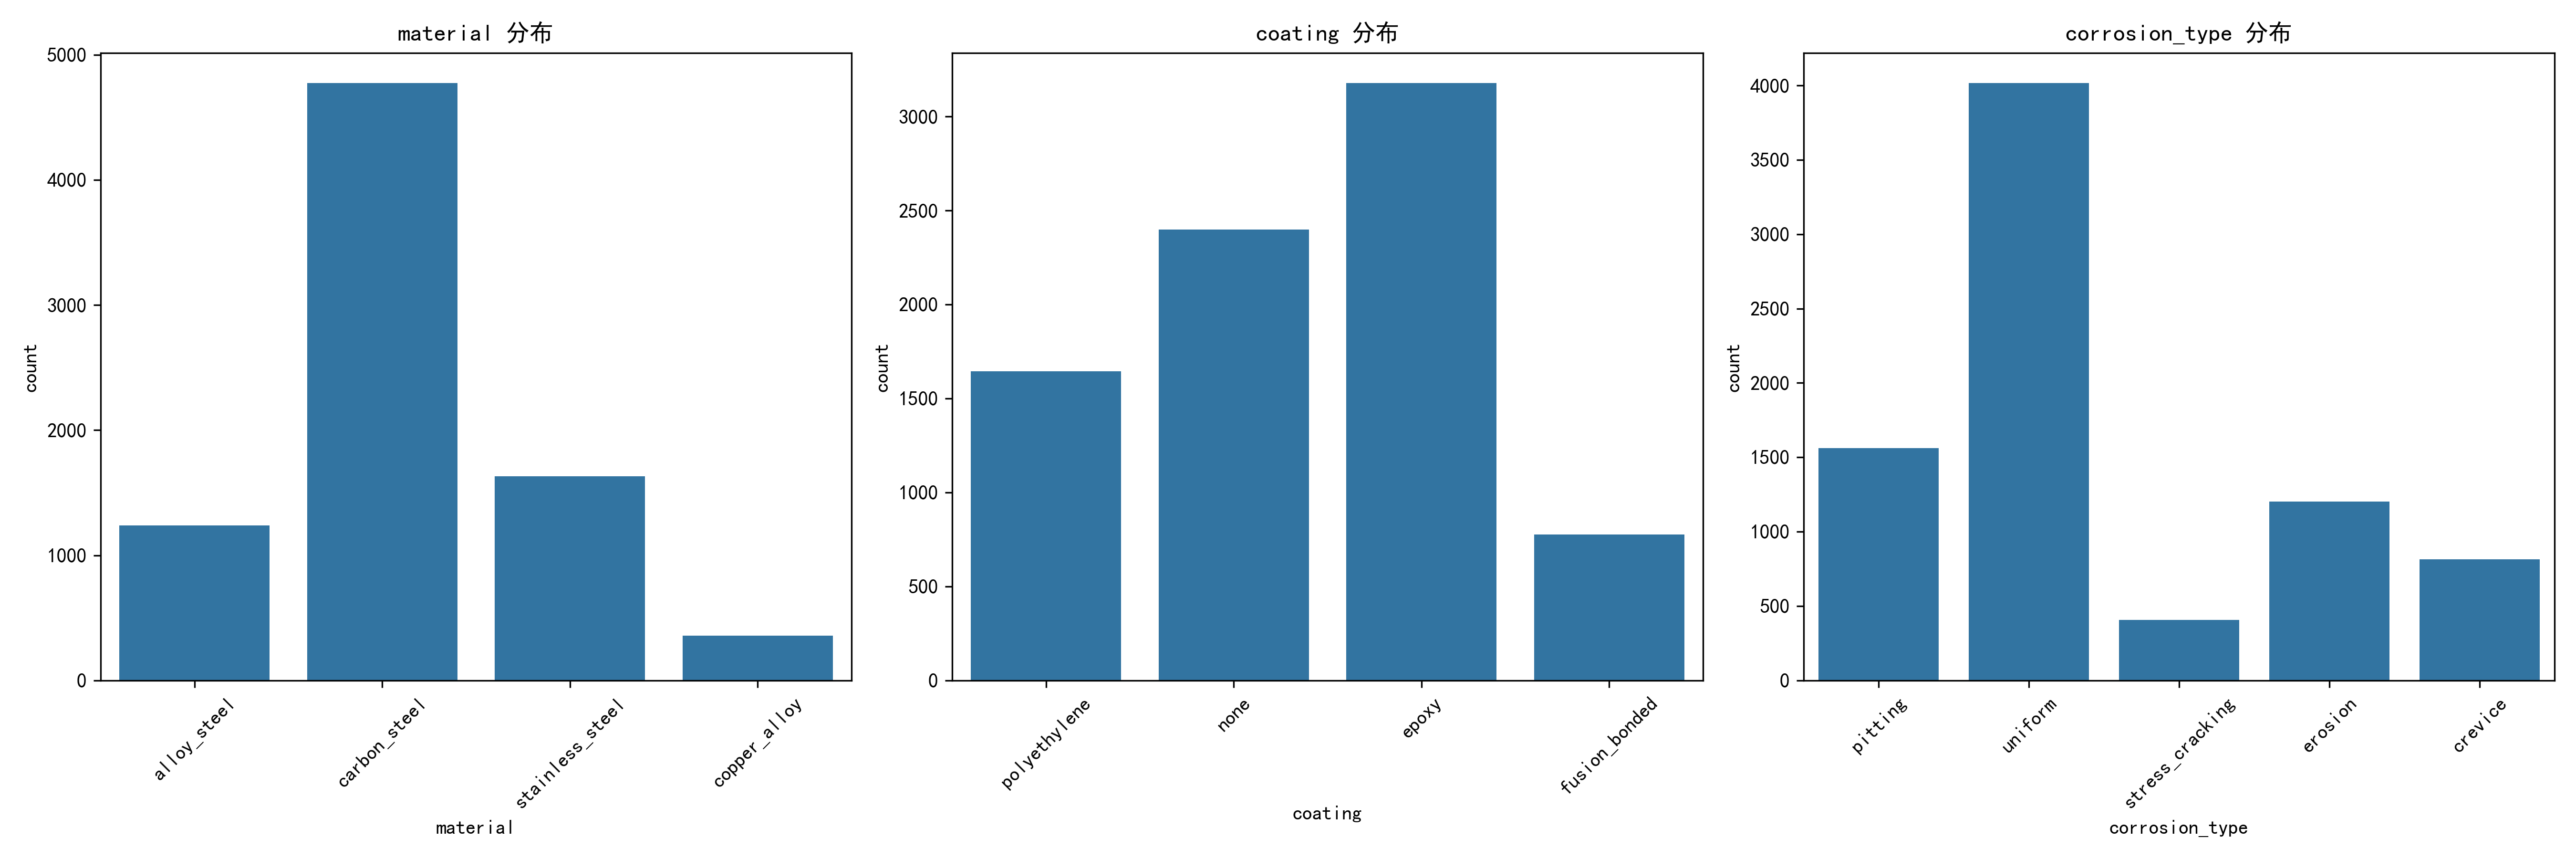 material 分布
5000
4000
3000
2000
1000
0
count
alloy_steel
carbon_steel
stainless_steel
copper_alloy
material
coating 分布
3000
2500
2000
1500
1000
500
0
count
polyethylene
none
epoxy
fusion_bonded
coating
corrosion_type 分布
4000
3500
3000
2500
2000
1500
1000
500
0
count
pitting
uniform
stress_cracking
erosion
crevice
corrosion_type